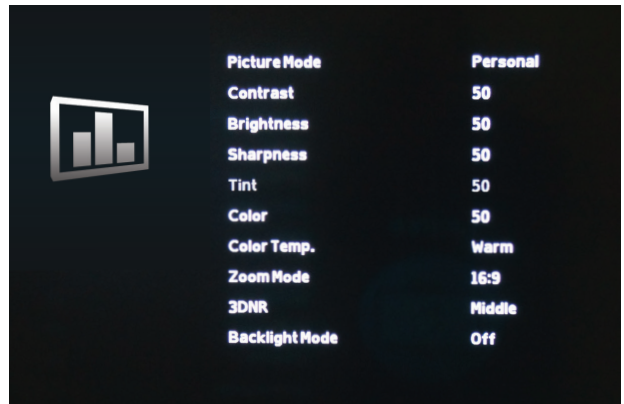 Picture Mode Personal
Contrast 50
Brightness 50
Sharpness 50
Tint 50
Color 50
Color Temp. Warm
Zoom Mode 16:9
3DNR Middle
Backlight Mode Off